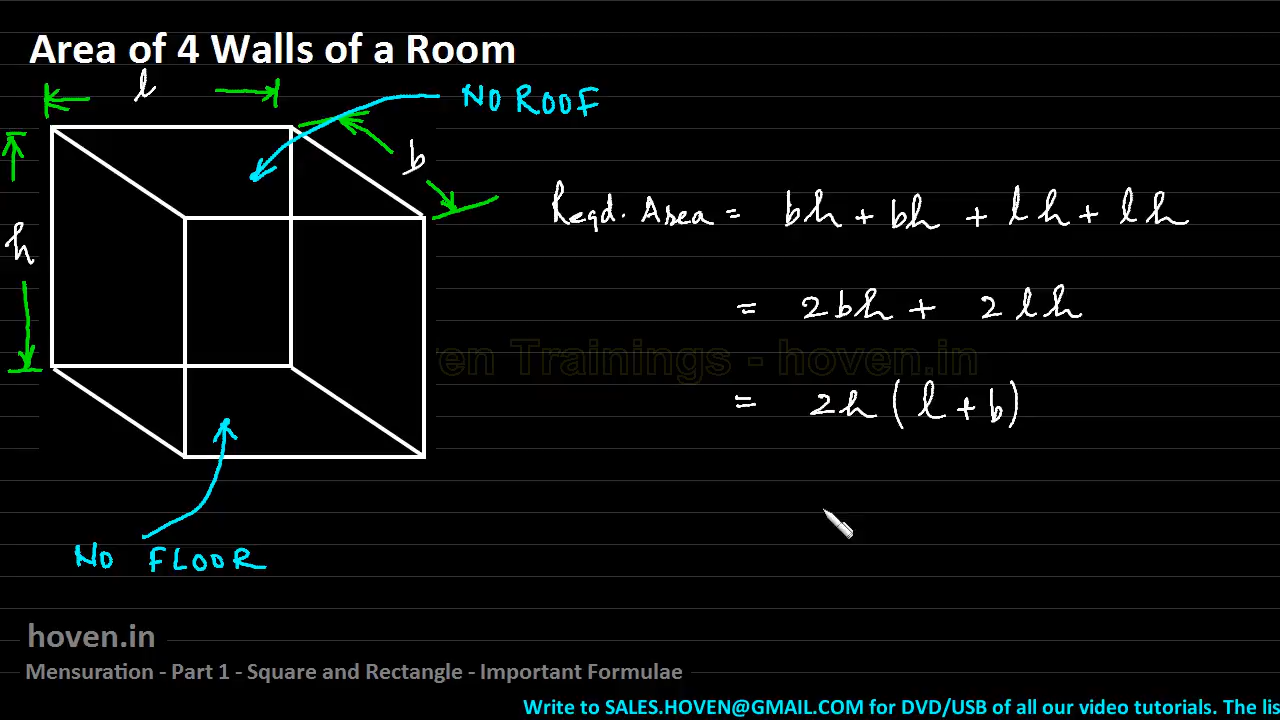 Area of 4 Walls of a Room
l
NO ROOF
b
h
Reqd. Area = bh + bh + lh + lh
= 2bh + 2lh
en Trainings - hoven.in
= 2h (l + b)
NO FLOOR
hoven.in
Mensuration - Part 1 - Square and Rectangle - Important Formulae
Write to SALES.HOVEN@GMAIL.COM for DVD/USB of all our video tutorials. The lis